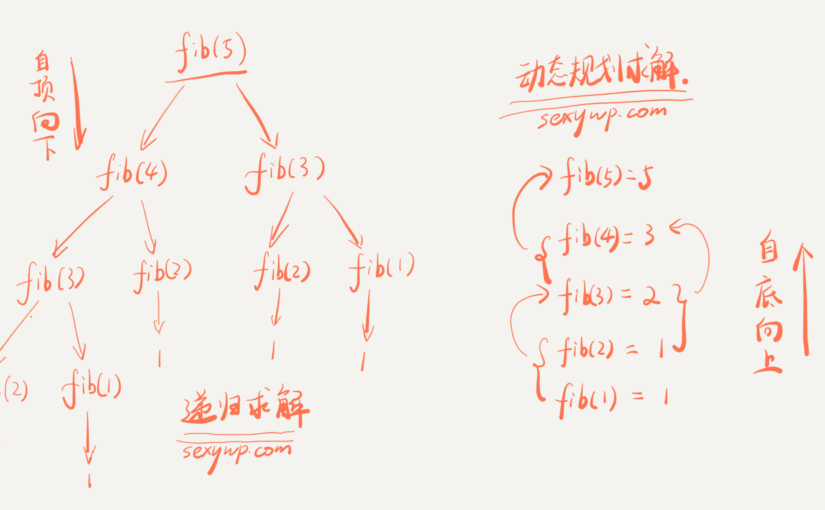 自顶向下
fib(5)
fib(4) fib(3)
fib(3) fib(2) fib(2) fib(1)
1 1 1
(2) fib(1)
1
递归求解
sexywp.com
动态规划求解.
sexywp.com
fib(5)=5
fib(4)=3
fib(3)=2
fib(2)=1
fib(1)=1
自底向上